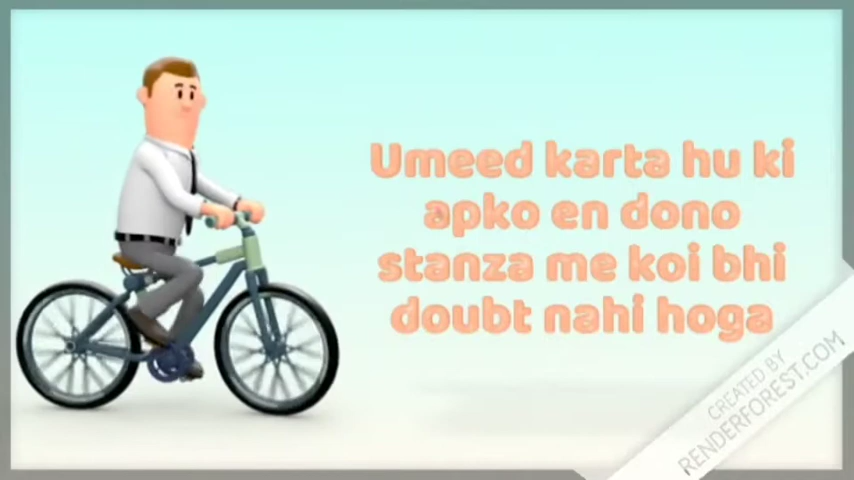 Umeed karta hu ki
apko en dono
stanza me koi bhi
doubt nahi hoga
CREATED BY
RENDERFOREST.COM